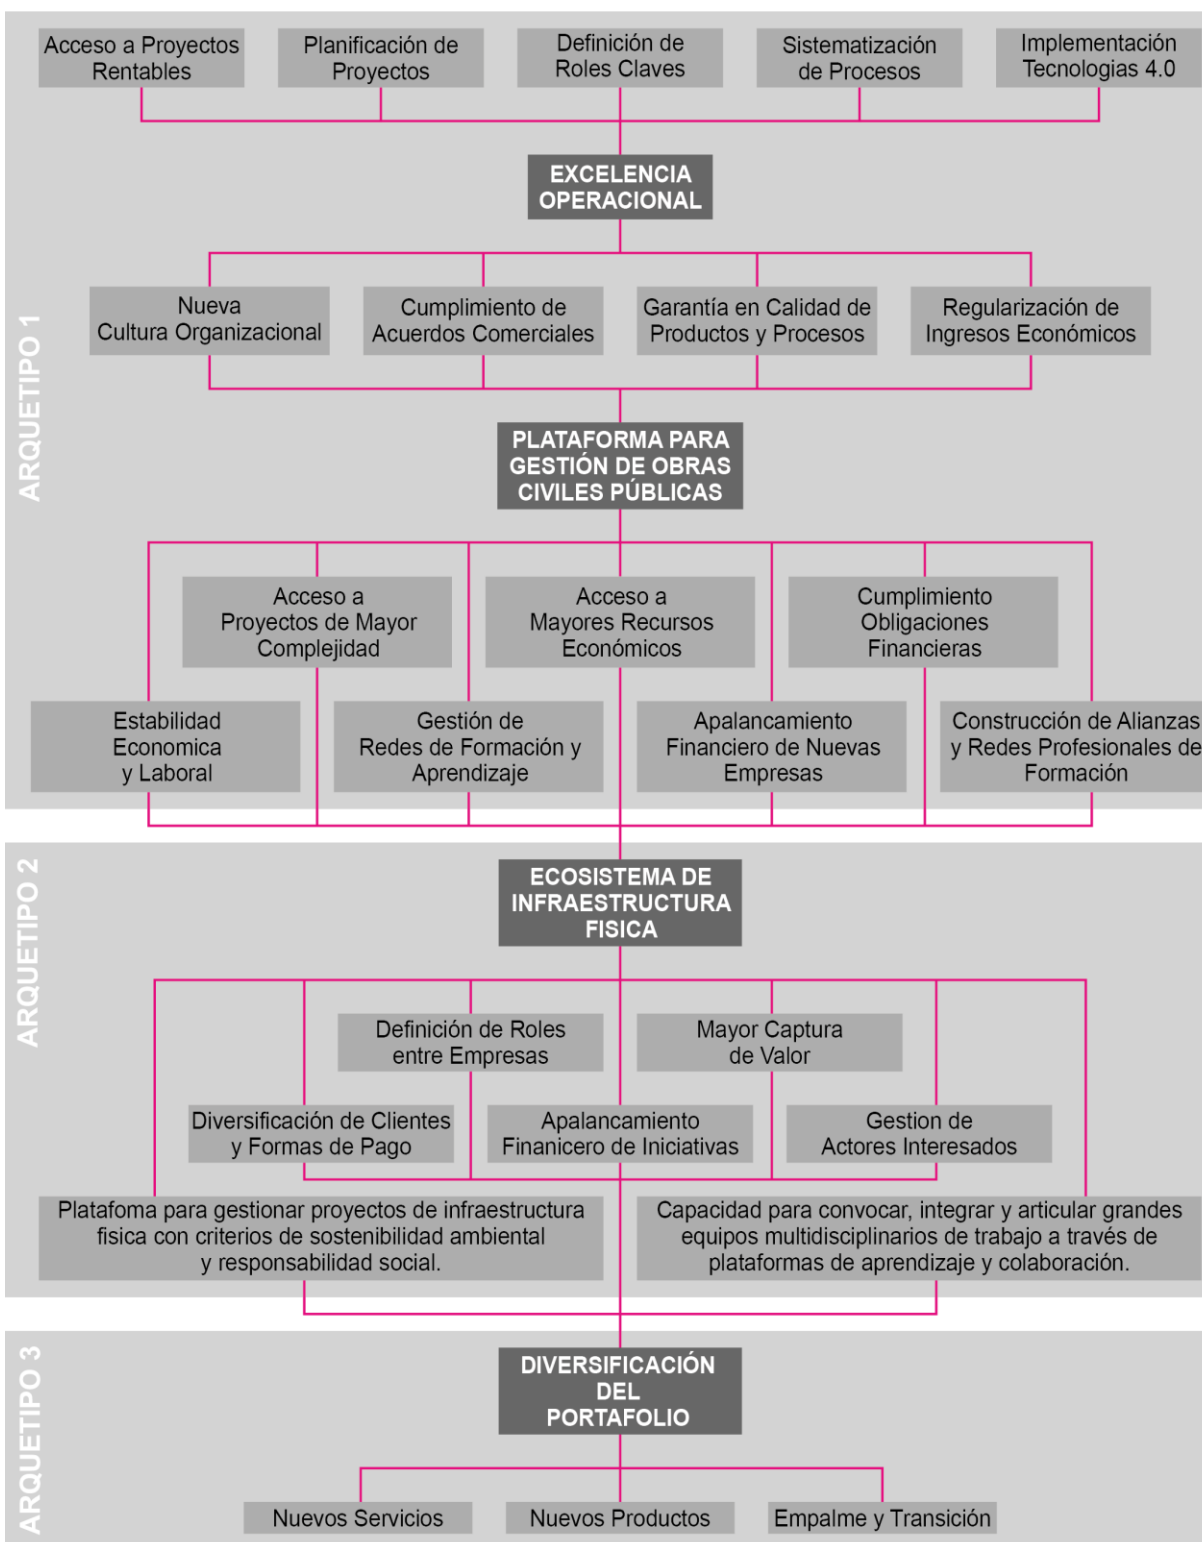 Acceso a Proyectos
Rentables
Planificación de
Proyectos
Definición de
Roles Claves
Sistematización
de Procesos
Implementación
Tecnologias 4.0
EXCELENCIA
OPERACIONAL
ARQUETIPO 1
Nueva
Cultura Organizacional
Cumplimiento de
Acuerdos Comerciales
Garantía en Calidad de
Productos y Procesos
Regularización de
Ingresos Económicos
PLATAFORMA PARA
GESTIÓN DE OBRAS
CIVILES PÚBLICAS
Acceso a
Proyectos de Mayor
Complejidad
Acceso a
Mayores Recursos
Económicos
Cumplimiento
Obligaciones
Financieras
Estabilidad
Economica
y Laboral
Gestión de
Redes de Formación y
Aprendizaje
Apalancamiento
Financiero de Nuevas
Empresas
Construcción de Alianzas
y Redes Profesionales de
Formación
ARQUETIPO 2
ECOSISTEMA DE
INFRAESTRUCTURA
FISICA
Definición de Roles
entre Empresas
Mayor Captura
de Valor
Diversificación de Clientes
y Formas de Pago
Apalancamiento
Finanicero de Iniciativas
Gestion de
Actores Interesados
Platafoma para gestionar proyectos de infraestructura
fisica con criterios de sostenibilidad ambiental
y responsabilidad social.
Capacidad para convocar, integrar y articular grandes
equipos multidisciplinarios de trabajo a través de
plataformas de aprendizaje y colaboración.
ARQUETIPO 3
DIVERSIFICACIÓN
DEL
PORTAFOLIO
Nuevos Servicios
Nuevos Productos
Empalme y Transición